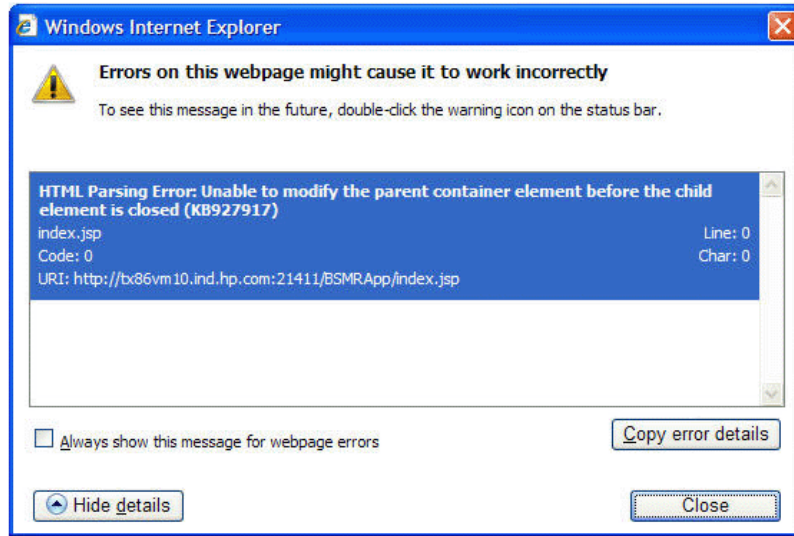 Windows Internet Explorer
Errors on this webpage might cause it to work incorrectly
To see this message in the future, double-click the warning icon on the status bar.
HTML Parsing Error: Unable to modify the parent container element before the child
element is closed (KB927917)
index.jsp Line: 0
Code: 0 Char: 0
URI: http://tx86vm10.ind.hp.com:21411/BSMRApp/index.jsp
Always show this message for webpage errors
Copy error details
Hide details
Close